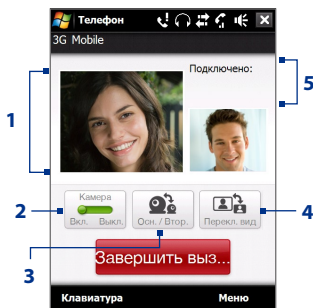 Телефон
3G Mobile
Подключено:
1
5
Камера
Вкл. Выкл.
Осн. / Втор.
Перекл. вид
2
4
3
Завершить выз...
Клавиатура Меню